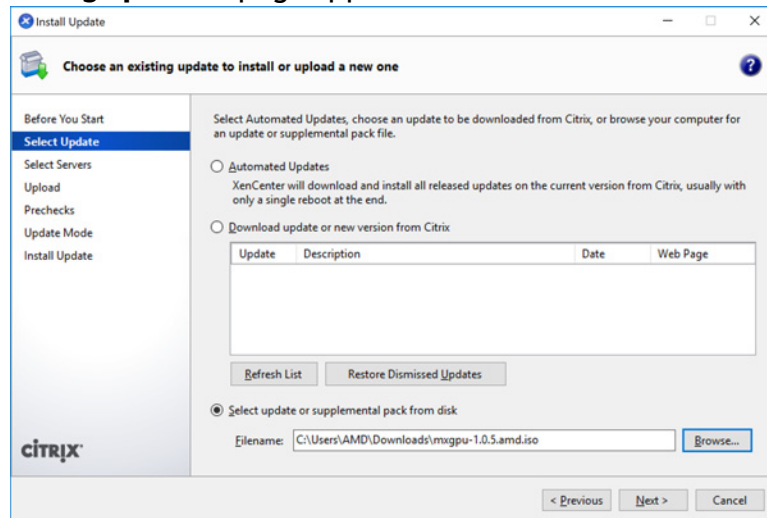 Install Update
Choose an existing update to install or upload a new one
Before You Start
Select Update
Select Servers
Upload
Prechecks
Update Mode
Install Update
CİTRIX
Select Automated Updates, choose an update to be downloaded from Citrix, or browse your computer for
an update or supplemental pack file.
Automated Updates
XenCenter will download and install all released updates on the current version from Citrix, usually with
only a single reboot at the end.
Download update or new version from Citrix
Update Description Date Web Page
Refresh List Restore Dismissed Updates
Select update or supplemental pack from disk
Filename: C:\Users\AMD\Downloads\mxgpu-1.0.5.amd.iso Browse...
< Previous Next > Cancel